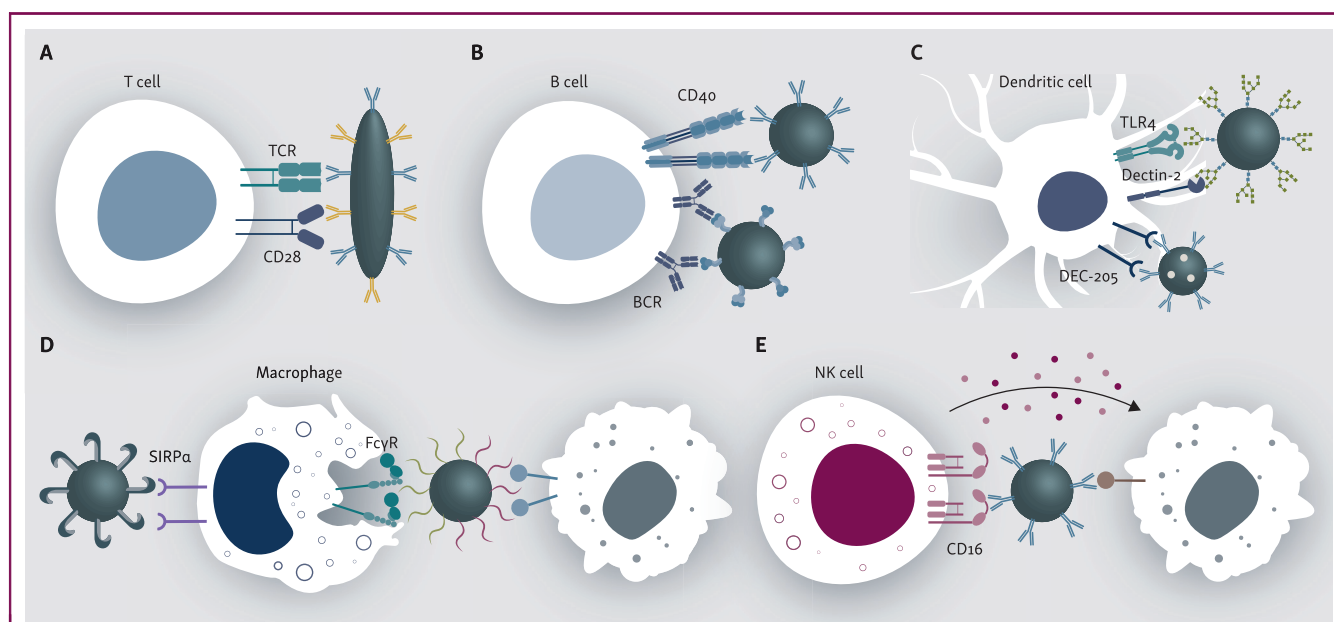 A
T cell
TCR
CD28
B
B cell
CD40
BCR
C
Dendritic cell
TLR4
Dectin-2
DEC-205
D
Macrophage
SIRPα
FcγR
E
NK cell
CD16